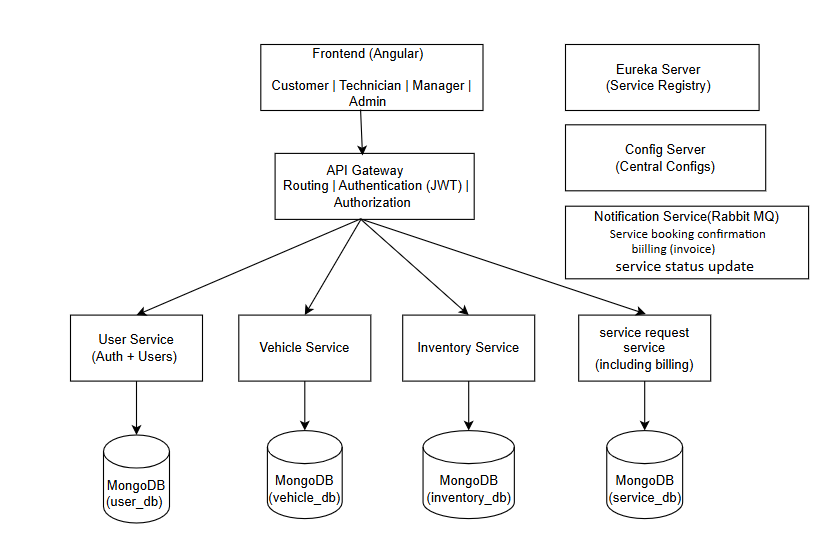 Frontend (Angular)
Customer | Technician | Manager |
Admin
Eureka Server
(Service Registry)
API Gateway
Routing | Authentication (JWT) |
Authorization
Config Server
(Central Configs)
Notification Service(Rabbit MQ)
Service booking confirmation
biilling (invoice)
service status update
User Service
(Auth + Users)
Vehicle Service
Inventory Service
service request
service
(including billing)
MongoDB
(user_db)
MongoDB
(vehicle_db)
MongoDB
(inventory_db)
MongoDB
(service_db)